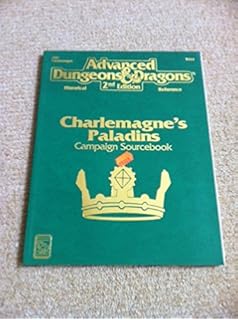 Advanced
Dungeons & Dragons
2nd Edition
Historical Reference
Charlemagne's
Paladins
Campaign Sourcebook